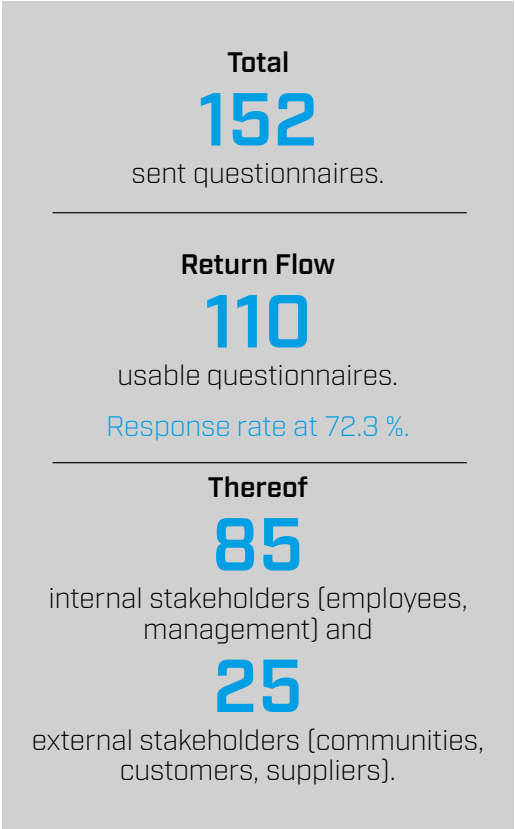 Total
152
sent questionnaires.
Return Flow
110
usable questionnaires.
Response rate at 72.3 %.
Thereof
85
internal stakeholders (employees,
management) and
25
external stakeholders (communities,
customers, suppliers).